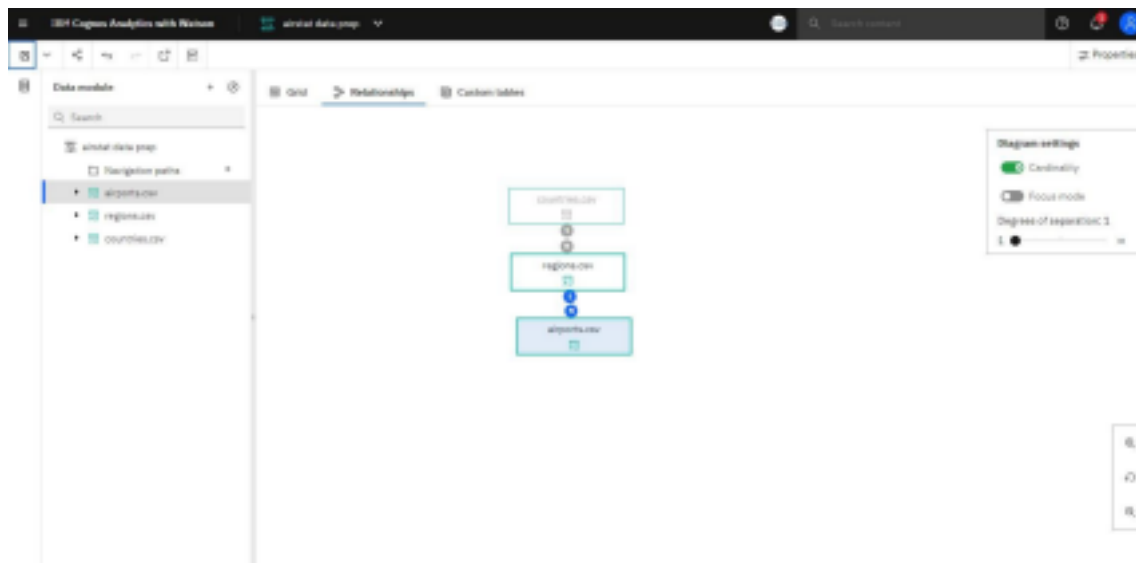 IBM Cognos Analytics with Watson
airstat data prep
Search content
Properties
Data module
Grid
Relationships
Custom tables
Search
airstat data prep
Navigation paths
airports.csv
regions.csv
countries.csv
countries.csv
regions.csv
airports.csv
Diagram settings
Cardinality
Focus mode
Degrees of separation: 1
1